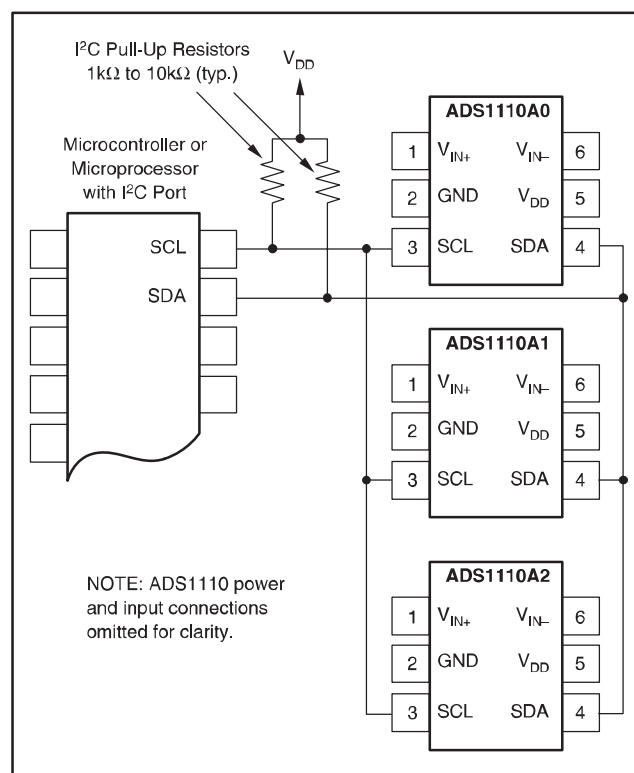 I²C Pull-Up Resistors
1kΩ to 10kΩ (typ.)
V_DD
Microcontroller or
Microprocessor
with I²C Port
SCL
SDA
ADS1110A0
1 V_IN+ V_IN– 6
2 GND V_DD 5
3 SCL SDA 4
ADS1110A1
1 V_IN+ V_IN– 6
2 GND V_DD 5
3 SCL SDA 4
NOTE: ADS1110 power
and input connections
omitted for clarity.
ADS1110A2
1 V_IN+ V_IN– 6
2 GND V_DD 5
3 SCL SDA 4